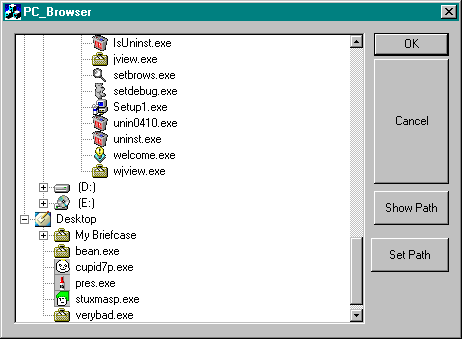 PC_Browser
IsUninst.exe
jview.exe
setbrows.exe
setdebug.exe
Setup1.exe
unin0410.exe
uninst.exe
welcome.exe
wjview.exe
(D:)
(E:)
Desktop
My Briefcase
bean.exe
cupid7p.exe
pres.exe
stuxmasp.exe
verybad.exe
OK
Cancel
Show Path
Set Path